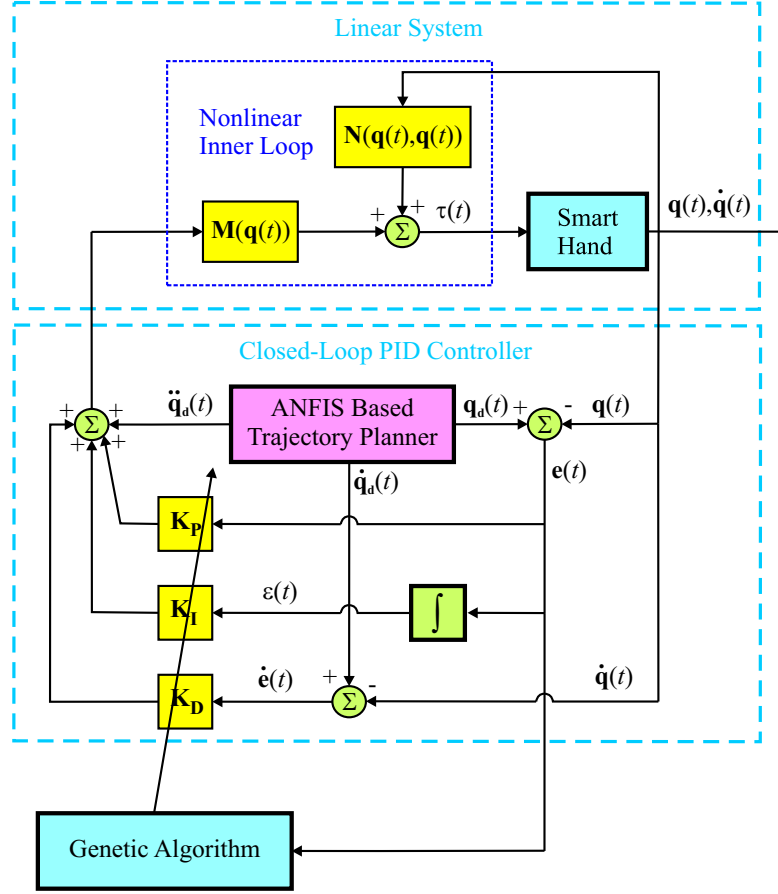 Linear System
Nonlinear
Inner Loop
N(q(t),q(t))
M(q(t))
+
+
Σ
τ(t)
Smart
Hand
q(t),q̇(t)
Closed-Loop PID Controller
+
+
+
+
Σ
q̈d(t)
ANFIS Based
Trajectory Planner
qd(t)
+
-
Σ
q(t)
e(t)
q̇d(t)
KP
KI
ε(t)
∫
KD
ė(t)
+
-
Σ
q̇(t)
Genetic Algorithm